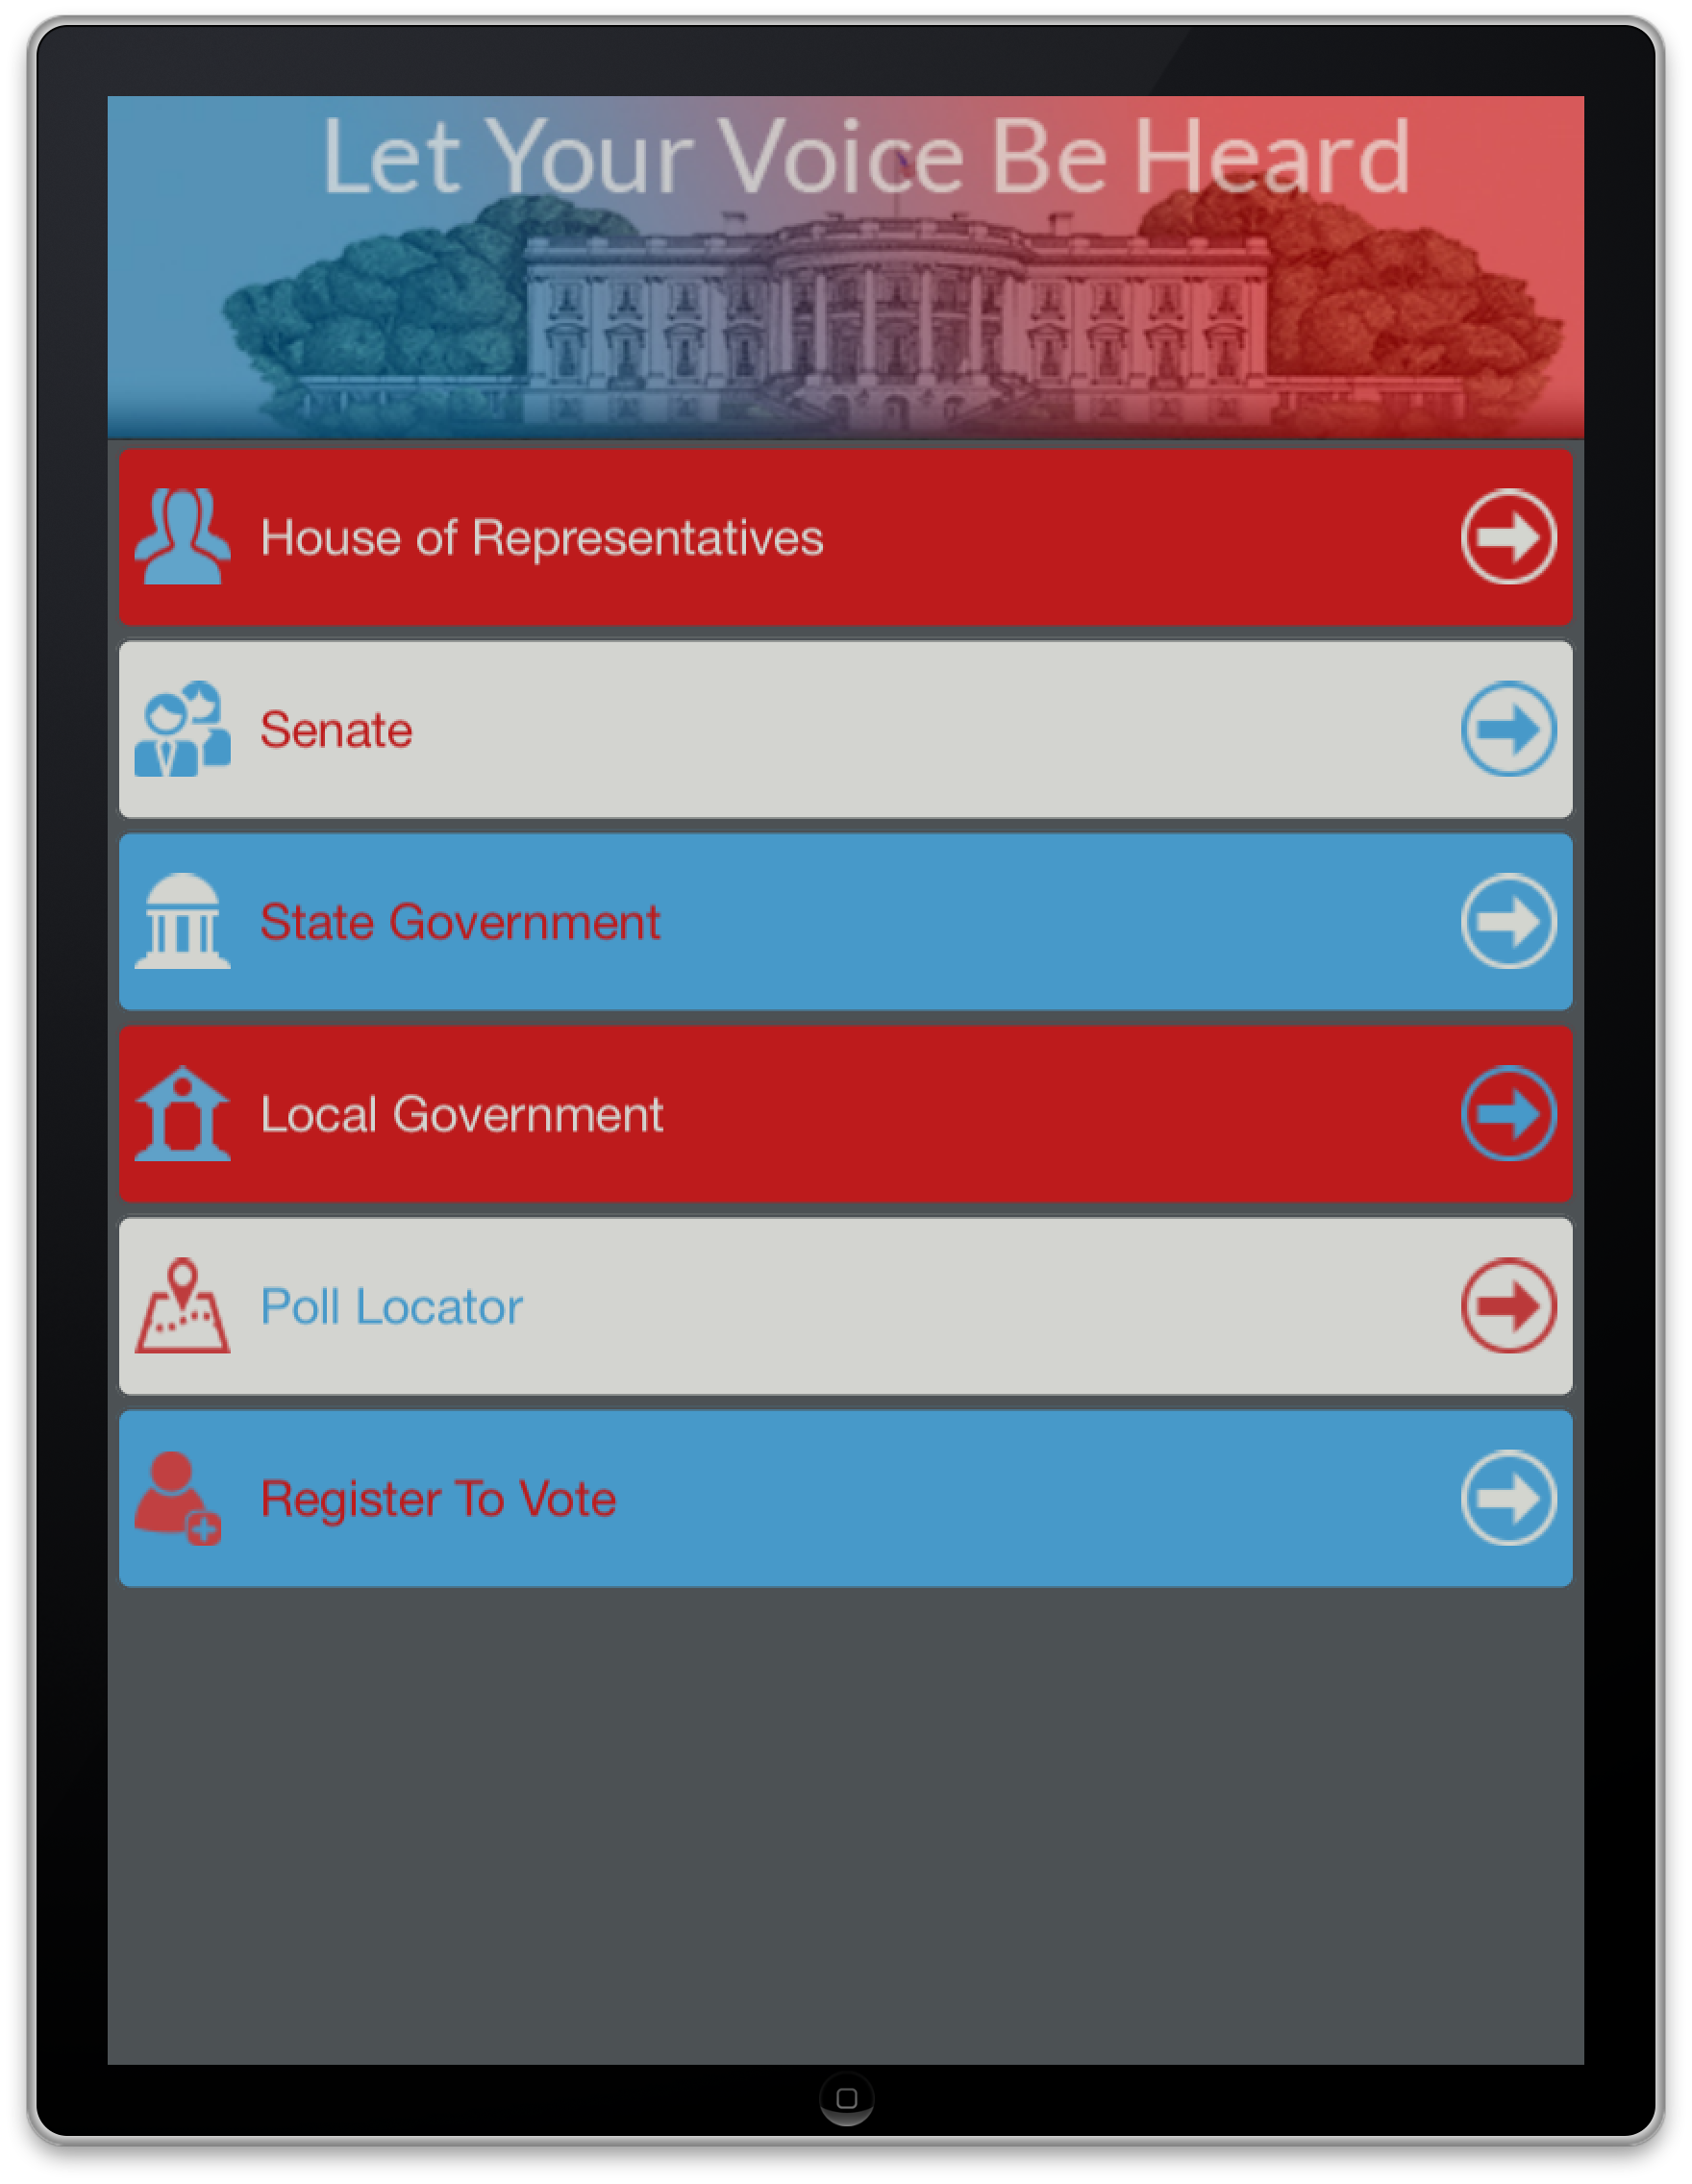 Let Your Voice Be Heard
House of Representatives
Senate
State Government
Local Government
Poll Locator
Register To Vote